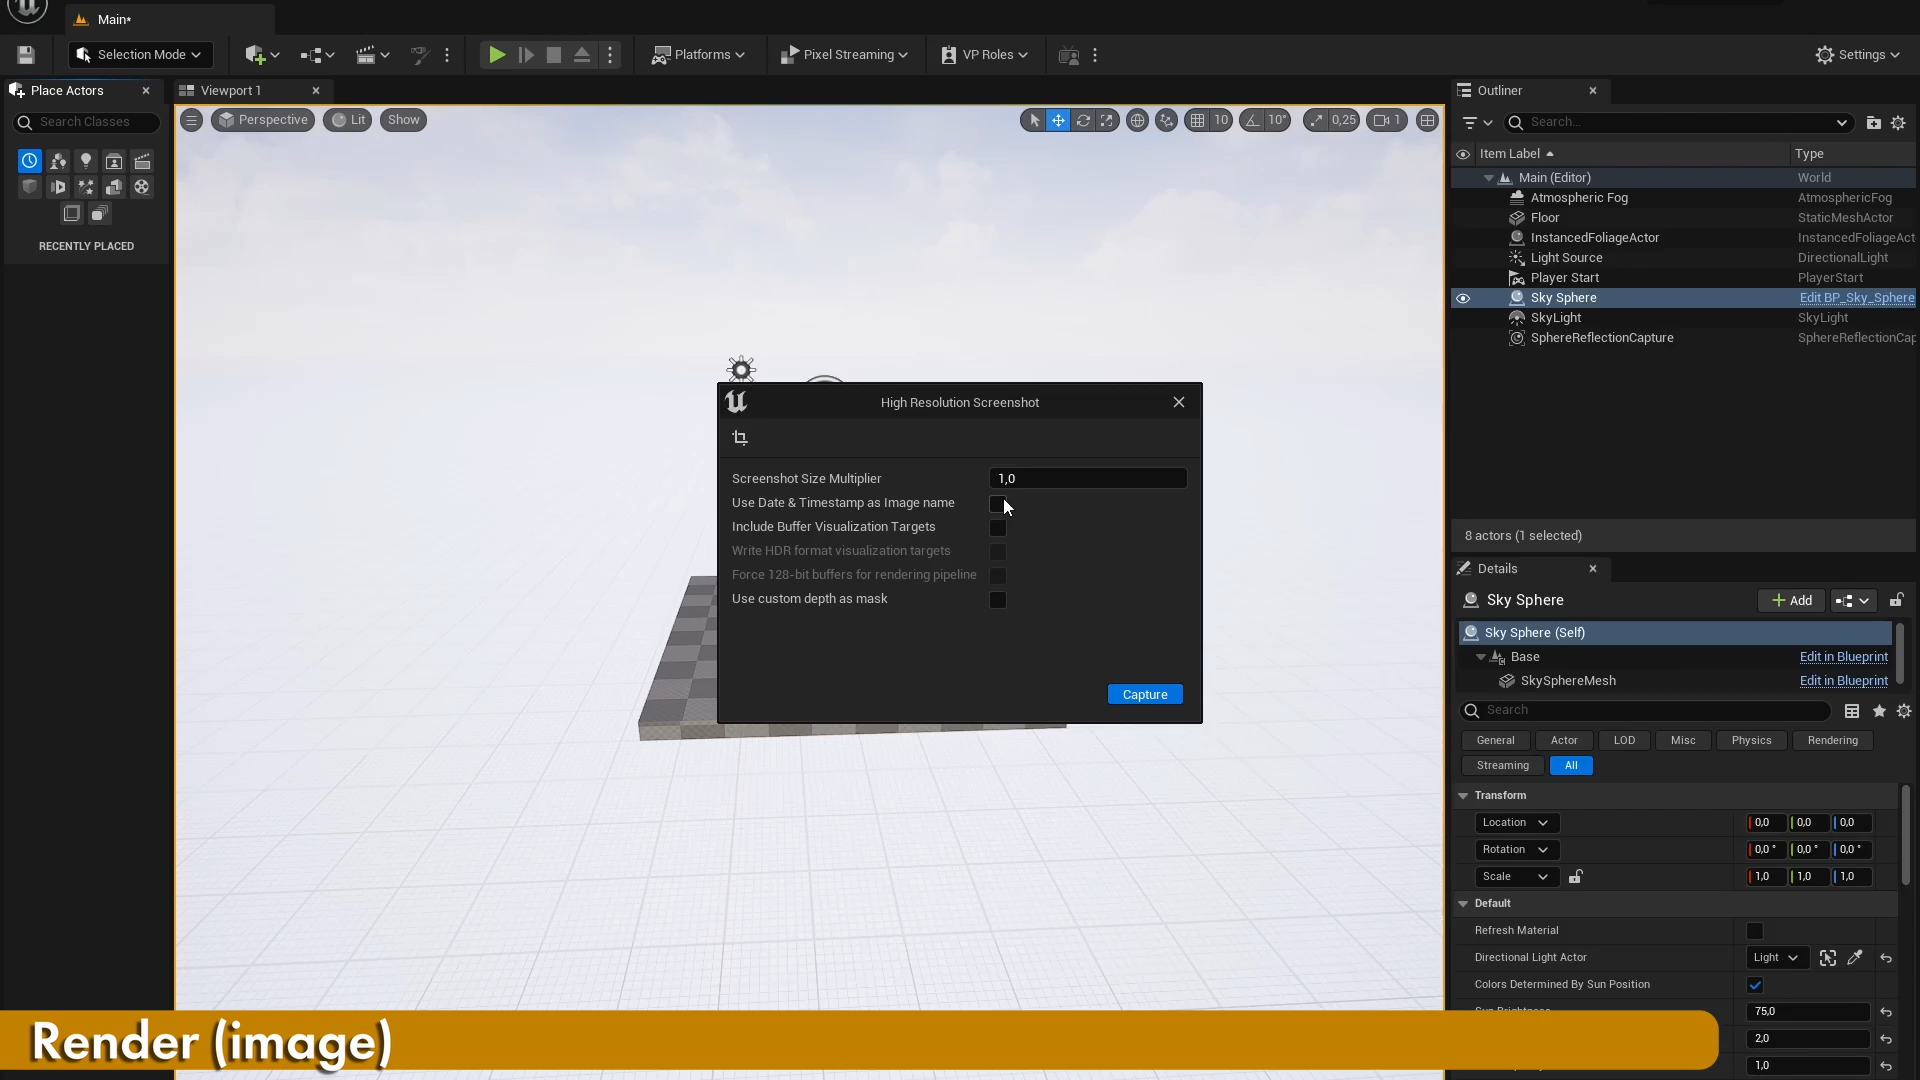 Main*
Selection Mode
Platforms
Pixel Streaming
VP Roles
Settings
Place Actors
Viewport 1
Outliner
Search Classes
Perspective
Lit
Show
10
10°
0,25
1
Search...
Item Label
Type
Main (Editor)
World
Atmospheric Fog
AtmosphericFog
Floor
StaticMeshActor
InstancedFoliageActor
InstancedFoliageAct
Light Source
DirectionalLight
Player Start
PlayerStart
Sky Sphere
Edit BP_Sky_Sphere
SkyLight
SkyLight
SphereReflectionCapture
SphereReflectionCap
RECENTLY PLACED
High Resolution Screenshot
Screenshot Size Multiplier
1,0
Use Date & Timestamp as Image name
Include Buffer Visualization Targets
Write HDR format visualization targets
Force 128-bit buffers for rendering pipeline
Use custom depth as mask
Capture
8 actors (1 selected)
Details
Sky Sphere
Add
Sky Sphere (Self)
Base
Edit in Blueprint
SkySphereMesh
Edit in Blueprint
Search
General
Actor
LOD
Misc
Physics
Rendering
Streaming
All
Transform
Location
0,0
0,0
0,0
Rotation
0,0 °
0,0 °
0,0 °
Scale
1,0
1,0
1,0
Default
Refresh Material
Directional Light Actor
Light
Colors Determined By Sun Position
75,0
2,0
1,0
Render (image)